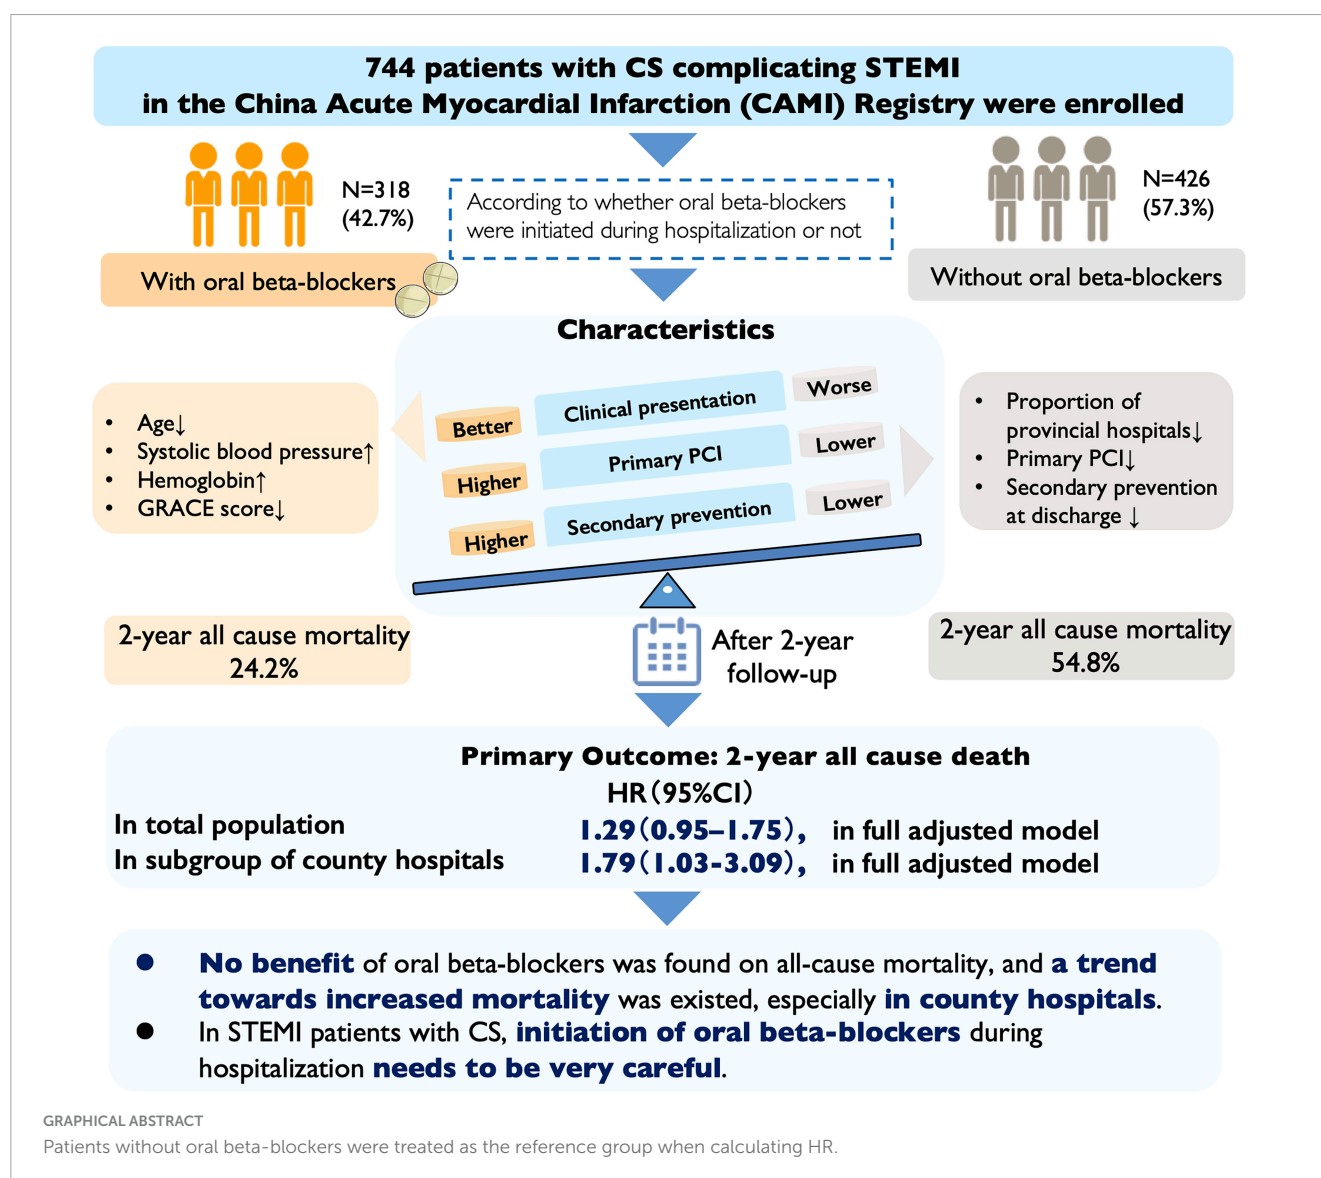 744 patients with CS complicating STEMI
in the China Acute Myocardial Infarction (CAMI) Registry were enrolled
N=318
(42.7%)
With oral beta-blockers
According to whether oral beta-blockers
were initiated during hospitalization or not
N=426
(57.3%)
Without oral beta-blockers
Characteristics
• Age↓
• Systolic blood pressure↑
• Hemoglobin↑
• GRACE score↓
Better Clinical presentation Worse
Higher Primary PCI Lower
Higher Secondary prevention Lower
• Proportion of
provincial hospitals↓
• Primary PCI↓
• Secondary prevention
at discharge ↓
2-year all cause mortality
24.2%
After 2-year
follow-up
2-year all cause mortality
54.8%
Primary Outcome: 2-year all cause death
HR(95%CI)
In total population 1.29(0.95–1.75), in full adjusted model
In subgroup of county hospitals 1.79(1.03-3.09), in full adjusted model
● No benefit of oral beta-blockers was found on all-cause mortality, and a trend
towards increased mortality was existed, especially in county hospitals.
● In STEMI patients with CS, initiation of oral beta-blockers during
hospitalization needs to be very careful.
GRAPHICAL ABSTRACT
Patients without oral beta-blockers were treated as the reference group when calculating HR.